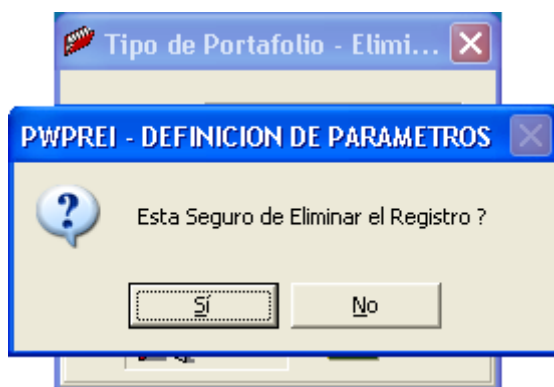 Tipo de Portafolio - Elimi...
PWPREI - DEFINICION DE PARAMETROS
Esta Seguro de Eliminar el Registro ?
Sí
No